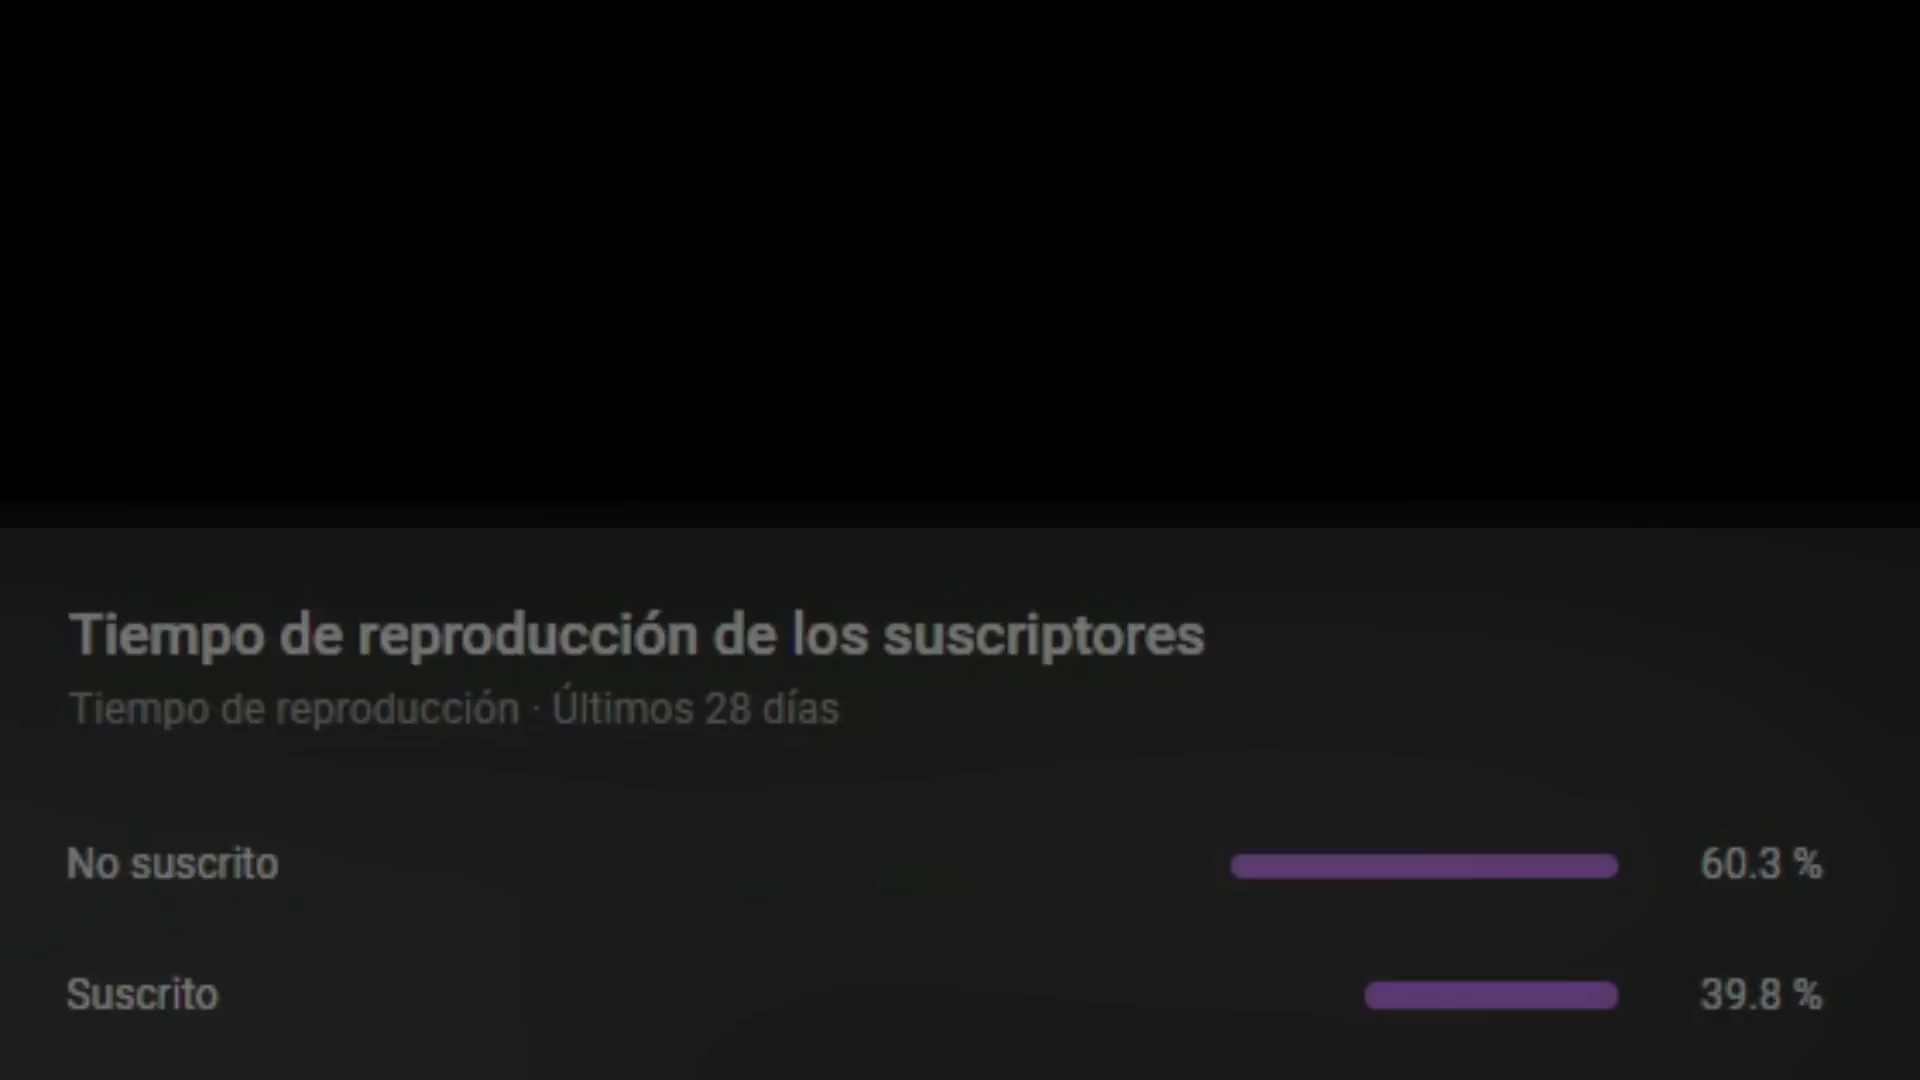 Tiempo de reproducción de los suscriptores
Tiempo de reproducción · Últimos 28 días
No suscrito 60.3 %
Suscrito 39.8 %